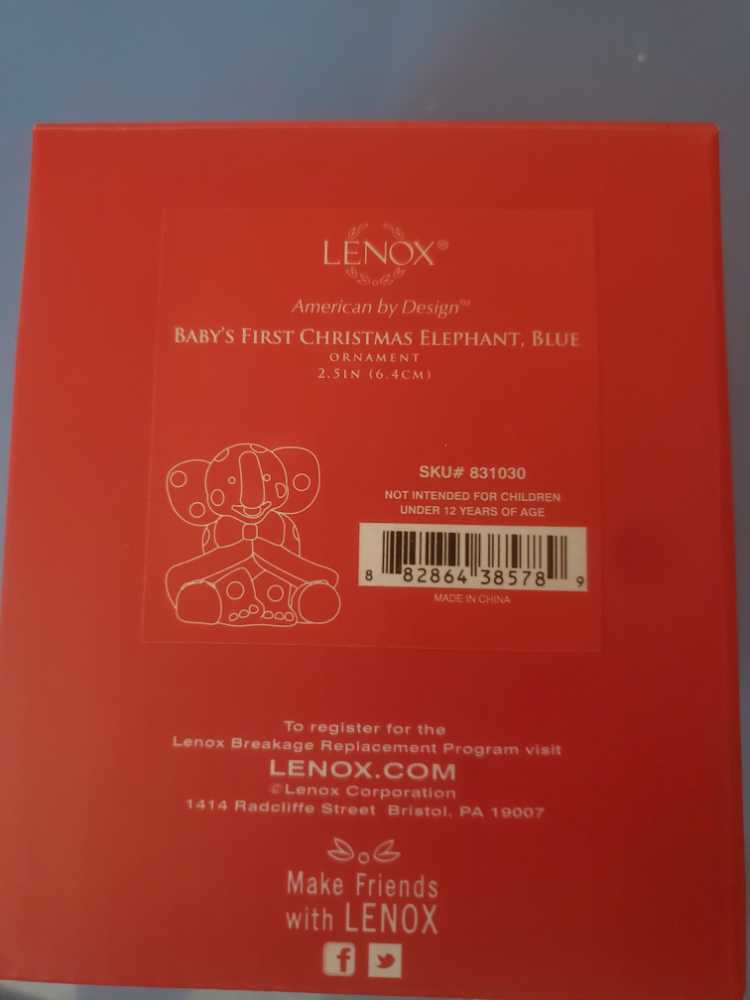 LENOX®
American by Design™
BABY'S FIRST CHRISTMAS ELEPHANT, BLUE
ORNAMENT
2.5IN (6.4CM)
SKU# 831030
NOT INTENDED FOR CHILDREN
UNDER 12 YEARS OF AGE
8 82864 38578 9
MADE IN CHINA
To register for the
Lenox Breakage Replacement Program visit
LENOX.COM
©Lenox Corporation
1414 Radcliffe Street Bristol, PA 19007
Make Friends
with LENOX
f